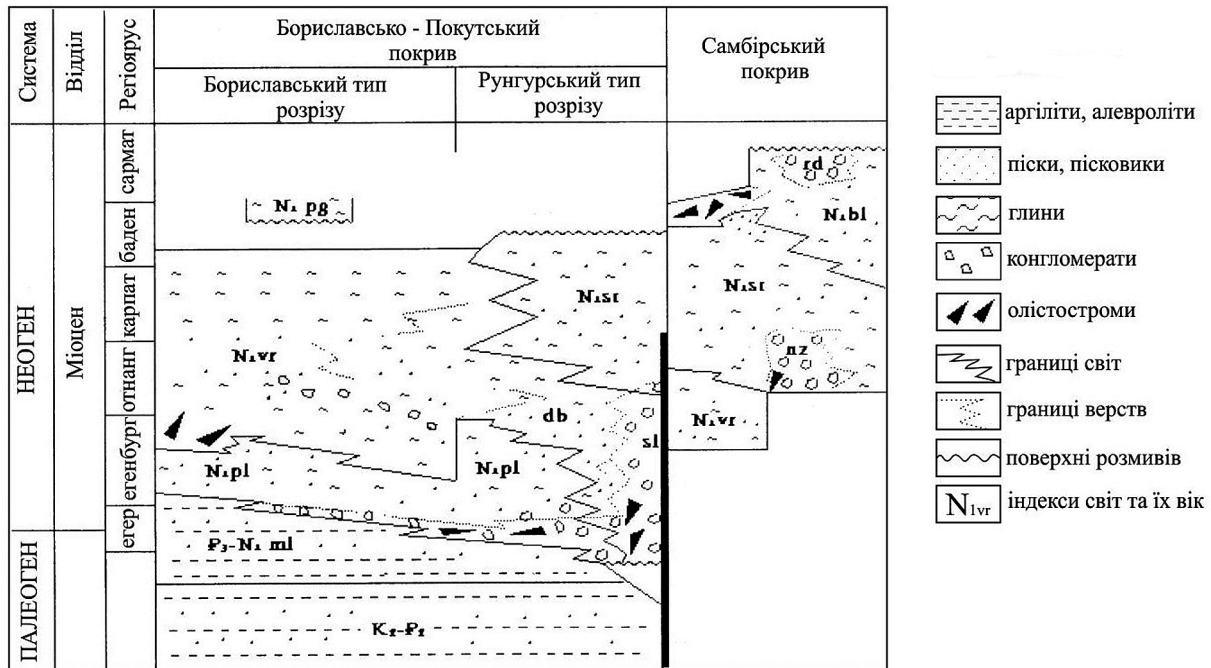 Система
Відділ
Регіоярус
Бориславсько - Покутський
покрив
Бориславський тип
розрізу
Рунгурський тип
розрізу
Самбірський
покрив
НЕОГЕН
ПАЛЕОГЕН
Міоцен
сармат
баден
карпат
отнанг
егенбург
егер
N₁ pg
N₁vr
N₁pl
P₃-N₁ ml
K₂-P₂
N₁sr
db
sl
N₁pl
rd
N₁bl
N₁sr
nz
N₁vr
аргіліти, алевроліти
піски, пісковики
глини
конгломерати
олістостроми
границі світ
границі верств
поверхні розмивів
N1vr індекси світ та їх вік